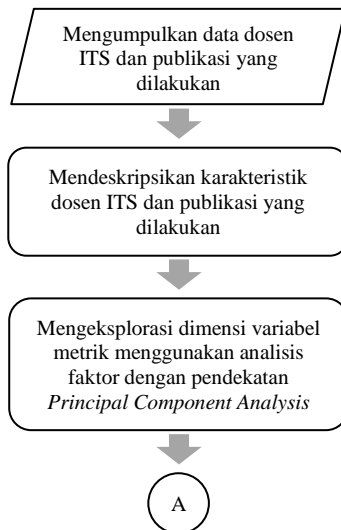 Mengumpulkan data dosen
ITS dan publikasi yang
dilakukan
Mendeskripsikan karakteristik
dosen ITS dan publikasi yang
dilakukan
Mengeksplorasi dimensi variabel
metrik menggunakan analisis
faktor dengan pendekatan
Principal Component Analysis
A